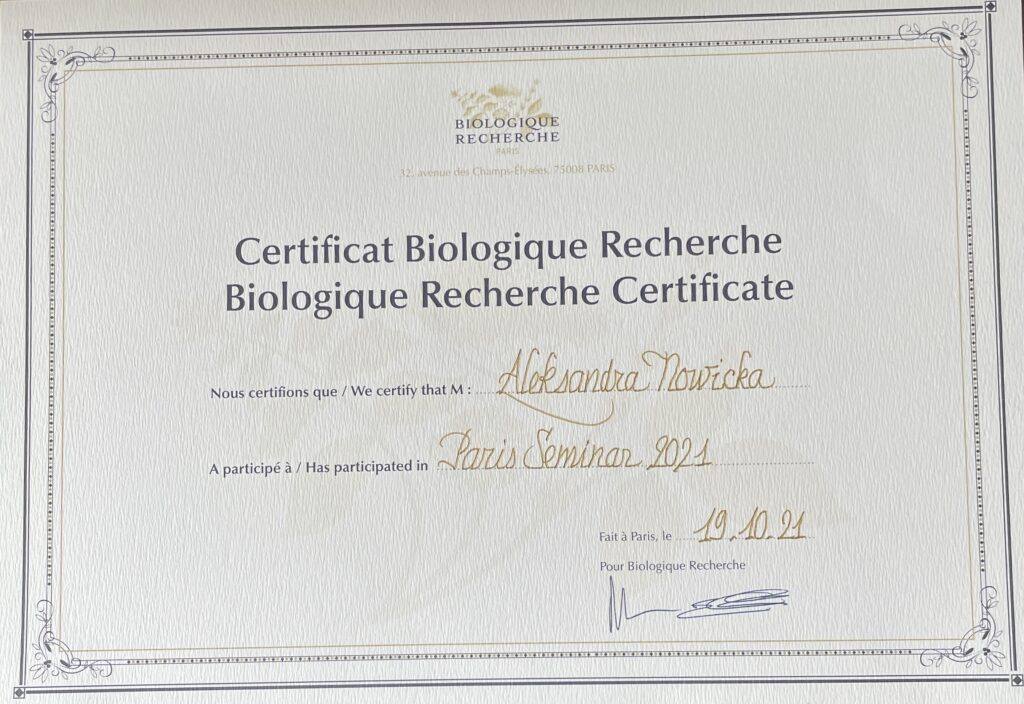 BIOLOGIQUE
RECHERCHE
PARIS
32, avenue des Champs-Élysées, 75008 PARIS
Certificat Biologique Recherche
Biologique Recherche Certificate
Nous certifions que / We certify that M : Aleksandra Nowicka
A participé à / Has participated in Paris Seminar 2021
Fait à Paris, le 19.10.21
Pour Biologique Recherche